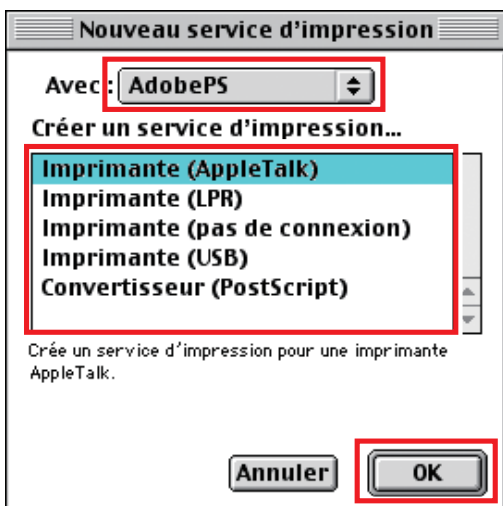 Nouveau service d'impression
Avec : AdobePS
Créer un service d'impression...
Imprimante (AppleTalk)
Imprimante (LPR)
Imprimante (pas de connexion)
Imprimante (USB)
Convertisseur (PostScript)
Crée un service d'impression pour une imprimante
AppleTalk.
Annuler OK